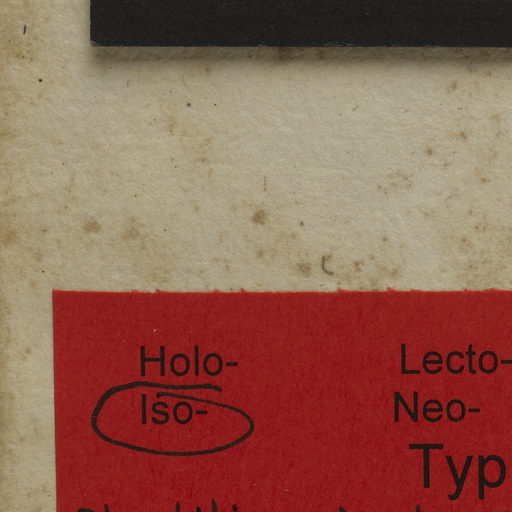 Holo- Lecto-
Iso- Neo-
Typ